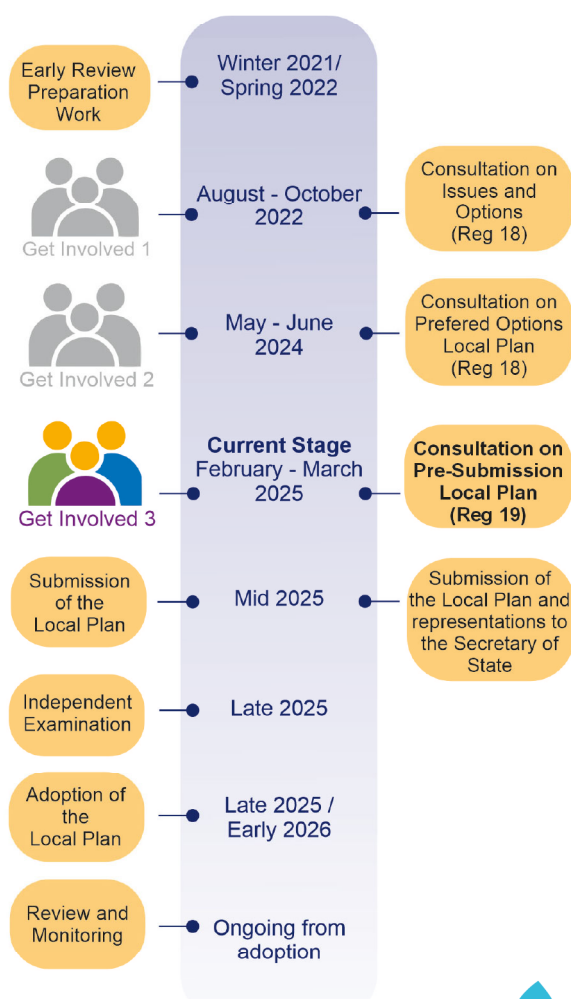 Early Review
Preparation
Work
Winter 2021/
Spring 2022
Get Involved 1
August - October
2022
Consultation on
Issues and
Options
(Reg 18)
Get Involved 2
May - June
2024
Consultation on
Prefered Options
Local Plan
(Reg 18)
Get Involved 3
Current Stage
February - March
2025
Consultation on
Pre-Submission
Local Plan
(Reg 19)
Submission
of the
Local Plan
Mid 2025
Submission of
the Local Plan and
representations to
the Secretary of
State
Independent
Examination
Late 2025
Adoption of
the
Local Plan
Late 2025 /
Early 2026
Review and
Monitoring
Ongoing from
adoption